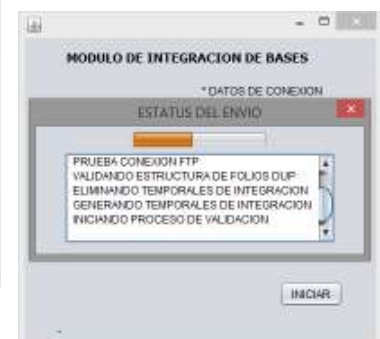 MODULO DE INTEGRACION DE BASES
* DATOS DE CONEXION
ESTATUS DEL ENVIO
PRUEBA CONEXION FTP
VALIDANDO ESTRUCTURA DE FOLIOS DUP
ELIMINANDO TEMPORALES DE INTEGRACION
GENERANDO TEMPORALES DE INTEGRACION
INICIANDO PROCESO DE VALIDACION
INICIAR